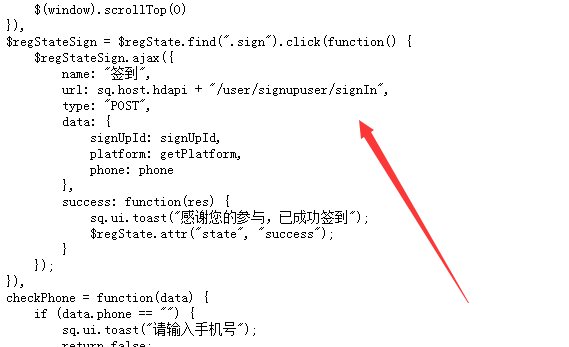 $(window).scrollTop(0)
}),
$regStateSign = $regState.find(".sign").click(function() {
$regStateSign.ajax({
name: "签到",
url: sq.host.hdapi + "/user/signupuser/signIn",
type: "POST",
data: {
signUpId: signUpId,
platform: getPlatform,
phone: phone
},
success: function(res) {
sq.ui.toast("感谢您的参与，已成功签到");
$regState.attr("state", "success");
}
});
}),
checkPhone = function(data) {
if (data.phone == "") {
sq.ui.toast("请输入手机号");
return false;